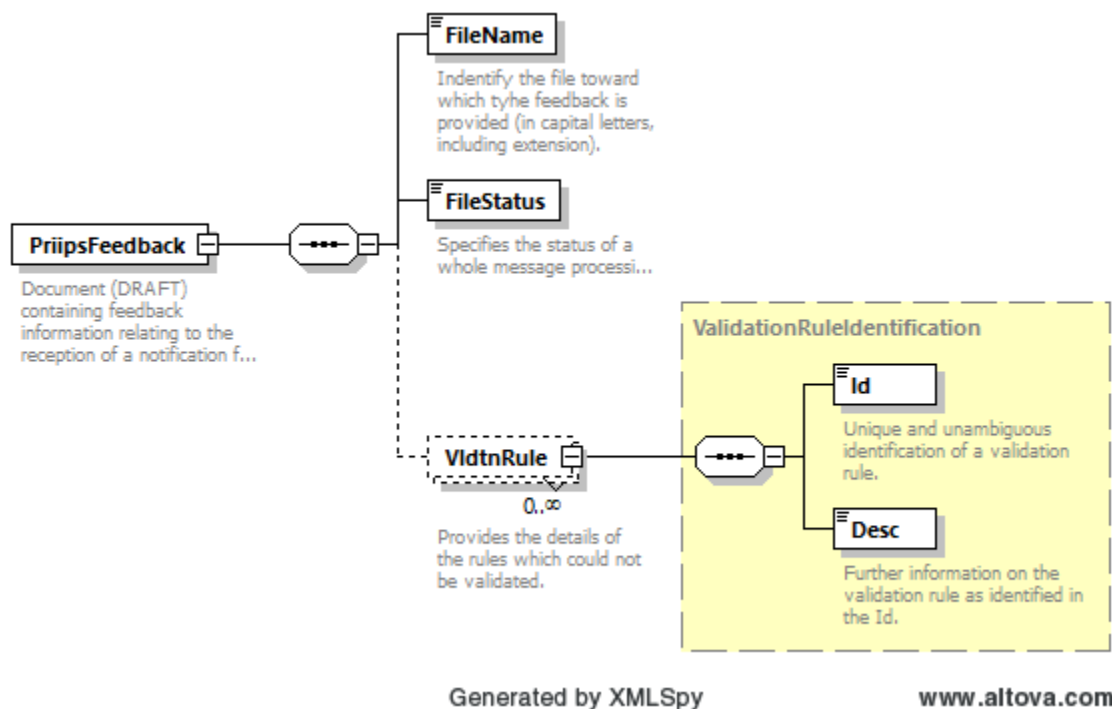 FileName
Indentify the file toward
which tyhe feedback is
provided (in capital letters,
including extension).
FileStatus
Specifies the status of a
whole message processi...
PriipsFeedback
Document (DRAFT)
containing feedback
information relating to the
reception of a notification f...
ValidationRuleIdentification
Id
Unique and unambiguous
identification of a validation
rule.
VldtnRule
0..∞
Provides the details of
the rules which could not
be validated.
Desc
Further information on the
validation rule as identified in
the Id.
Generated by XMLSpy
www.altova.com